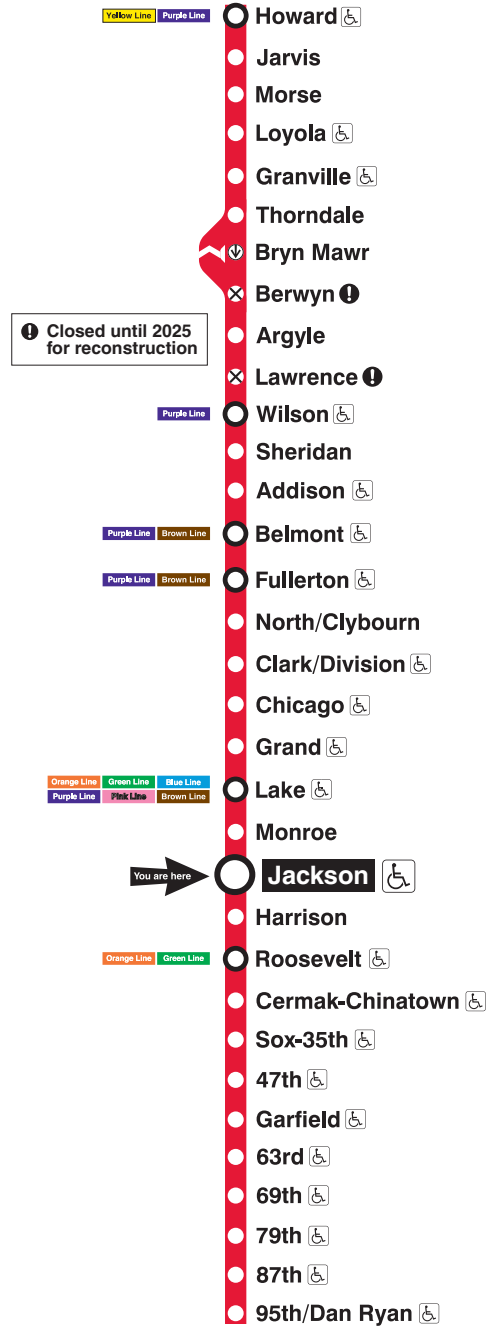 Yellow Line Purple Line Howard
Jarvis
Morse
Loyola
Granville
Thorndale
Bryn Mawr
Berwyn !
! Closed until 2025
for reconstruction
Argyle
Lawrence !
Purple Line Wilson
Sheridan
Addison
Purple Line Brown Line Belmont
Purple Line Brown Line Fullerton
North/Clybourn
Clark/Division
Chicago
Grand
Orange Line Green Line Blue Line
Purple Line Pink Line Brown Line
Lake
Monroe
You are here Jackson
Harrison
Orange Line Green Line Roosevelt
Cermak-Chinatown
Sox-35th
47th
Garfield
63rd
69th
79th
87th
95th/Dan Ryan